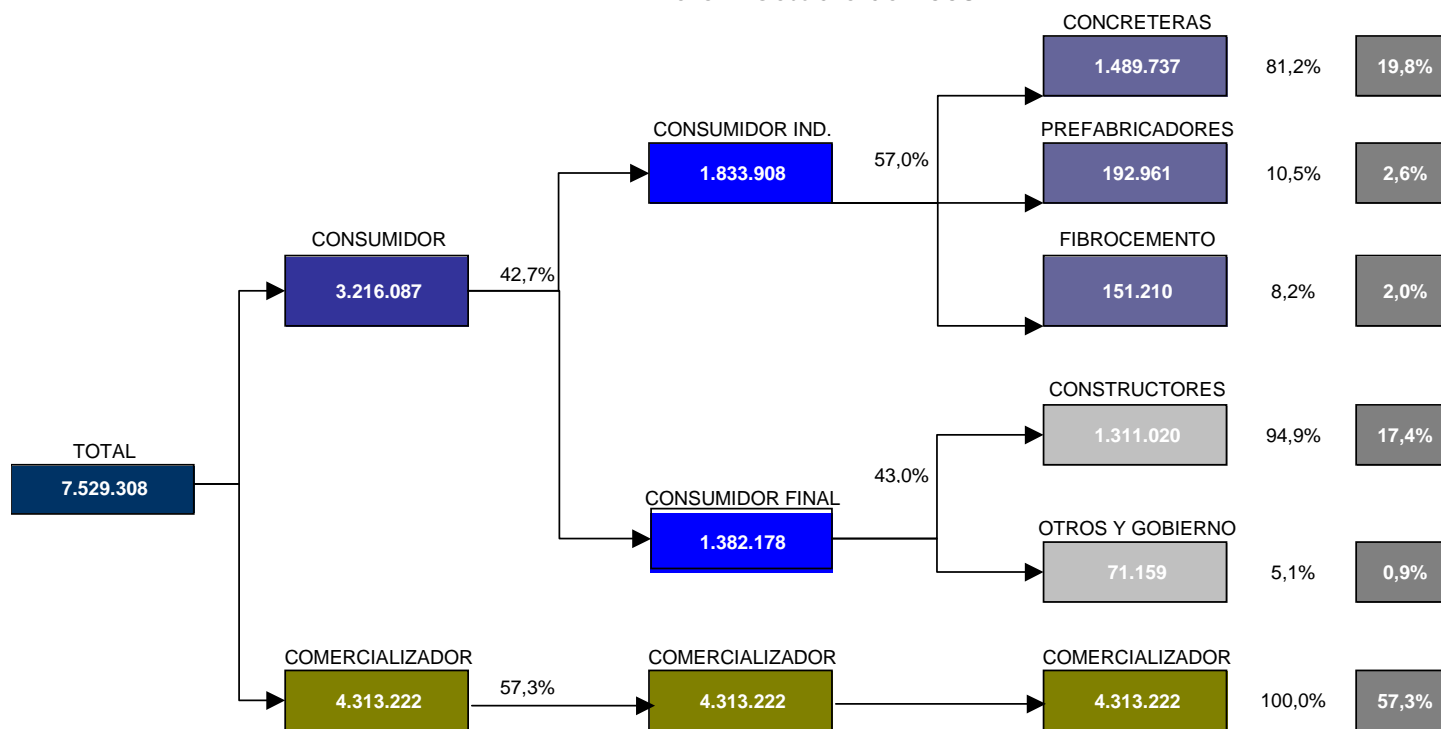 CONCRETERAS
1.489.737 81,2% 19,8%
CONSUMIDOR IND.
1.833.908
57,0%
PREFABRICADORES
192.961 10,5% 2,6%
CONSUMIDOR
3.216.087
42,7%
FIBROCEMENTO
151.210 8,2% 2,0%
CONSTRUCTORES
1.311.020 94,9% 17,4%
TOTAL
7.529.308
43,0%
CONSUMIDOR FINAL
1.382.178
OTROS Y GOBIERNO
71.159 5,1% 0,9%
COMERCIALIZADOR COMERCIALIZADOR COMERCIALIZADOR
4.313.222 57,3% 4.313.222 4.313.222 100,0% 57,3%